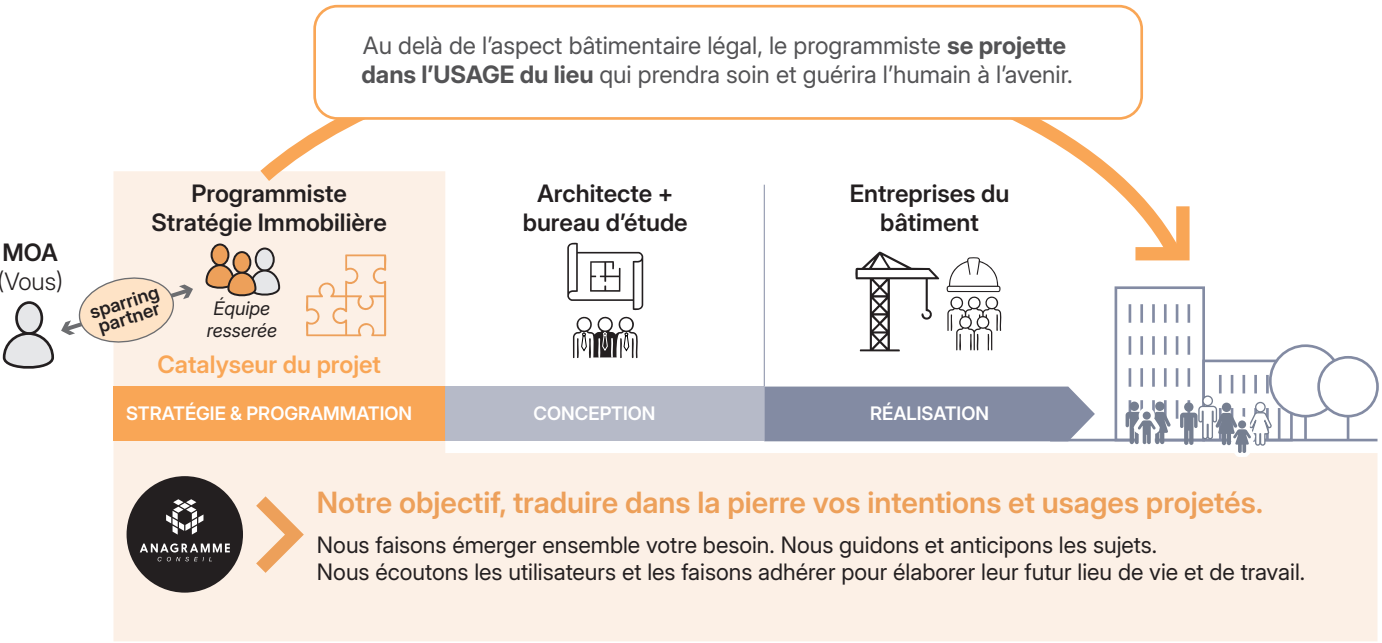 Au delà de l'aspect bâtimentaire légal, le programmiste se projette
dans l'USAGE du lieu qui prendra soin et guérira l'humain à l'avenir.
MOA
(Vous)
sparring
partner
Programmiste
Stratégie Immobilière
Équipe
resserée
Catalyseur du projet
Architecte +
bureau d'étude
Entreprises du
bâtiment
STRATÉGIE & PROGRAMMATION
CONCEPTION
RÉALISATION
ANAGRAMME
CONSEIL
Notre objectif, traduire dans la pierre vos intentions et usages projetés.
Nous faisons émerger ensemble votre besoin. Nous guidons et anticipons les sujets.
Nous écoutons les utilisateurs et les faisons adhérer pour élaborer leur futur lieu de vie et de travail.